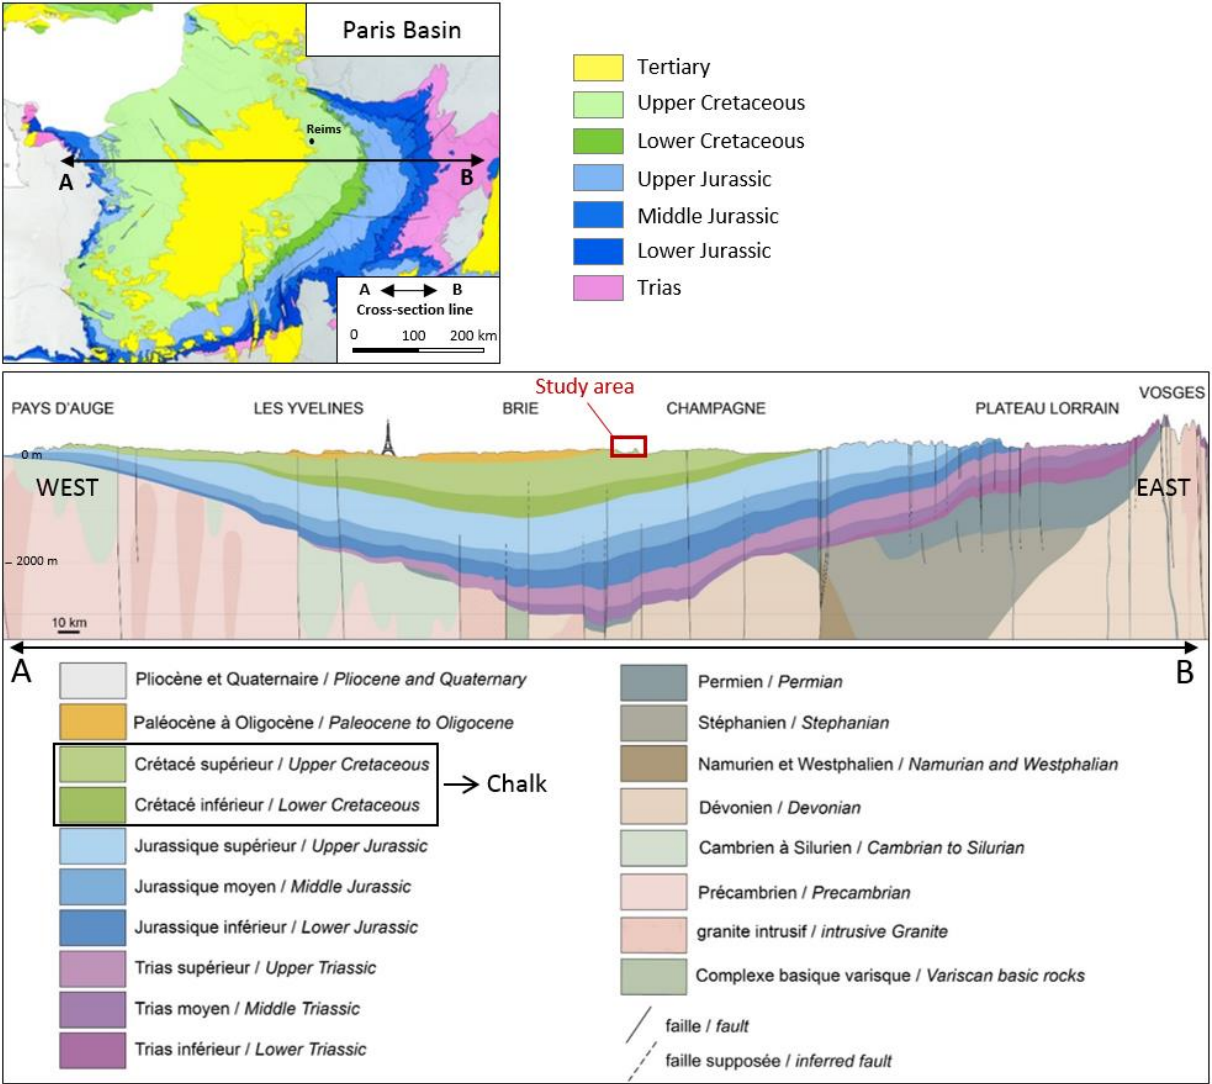 Paris Basin
Reims
A
B
A B
Cross-section line
0 100 200 km
Tertiary
Upper Cretaceous
Lower Cretaceous
Upper Jurassic
Middle Jurassic
Lower Jurassic
Trias
Study area
PAYS D'AUGE LES YVELINES BRIE CHAMPAGNE PLATEAU LORRAIN VOSGES
0 m
WEST
EAST
2000 m
10 km
A
B
Pliocène et Quaternaire / Pliocene and Quaternary
Paléocène à Oligocène / Paleocene to Oligocene
Crétacé supérieur / Upper Cretaceous
Crétacé inférieur / Lower Cretaceous
Chalk
Jurassique supérieur / Upper Jurassic
Jurassique moyen / Middle Jurassic
Jurassique inférieur / Lower Jurassic
Trias supérieur / Upper Triassic
Trias moyen / Middle Triassic
Trias inférieur / Lower Triassic
Permien / Permian
Stéphanien / Stephanian
Namurien et Westphalien / Namurian and Westphalian
Dévonien / Devonian
Cambrien à Silurien / Cambrian to Silurian
Précambrien / Precambrian
granite intrusif / intrusive Granite
Complexe basique varisque / Variscan basic rocks
faille / fault
faille supposée / inferred fault